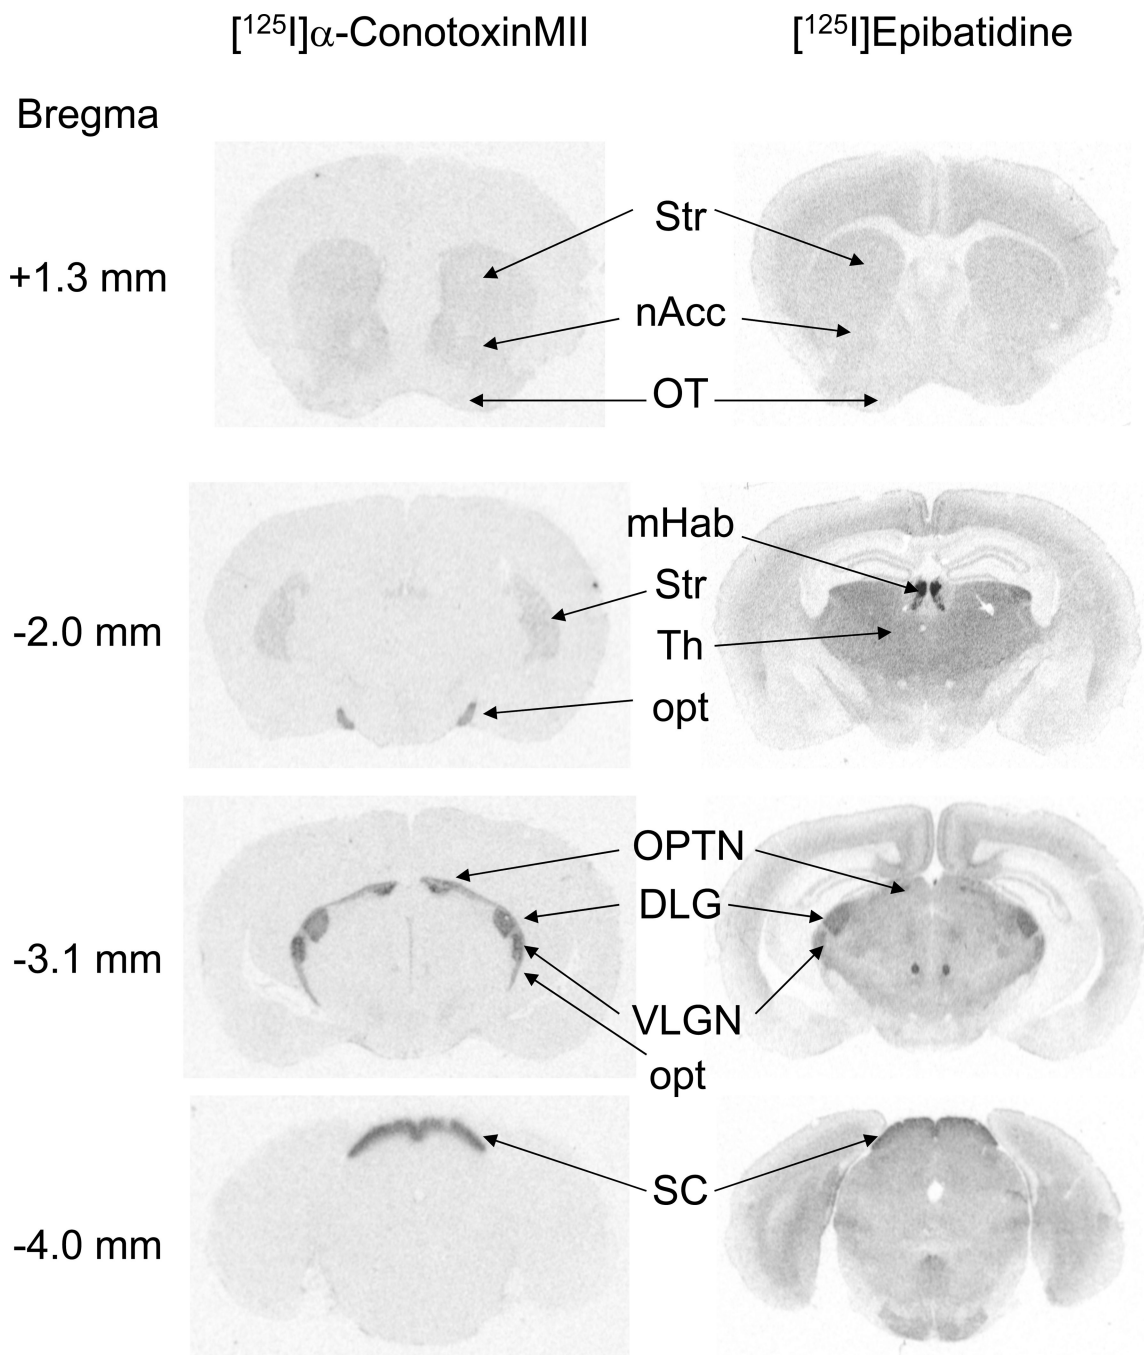 [¹²⁵I]α-ConotoxinMII [¹²⁵I]Epibatidine
Bregma
+1.3 mm
Str
nAcc
OT
-2.0 mm
mHab
Str
Th
opt
-3.1 mm
OPTN
DLG
VLGN
opt
-4.0 mm
SC